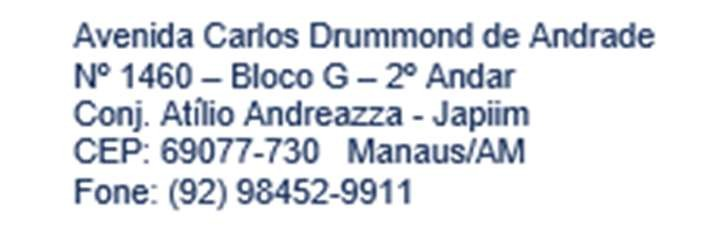 Avenida Carlos Drummond de Andrade
Nº 1460 – Bloco G – 2º Andar
Conj. Atílio Andreazza - Japiim
CEP: 69077-730 Manaus/AM
Fone: (92) 98452-9911